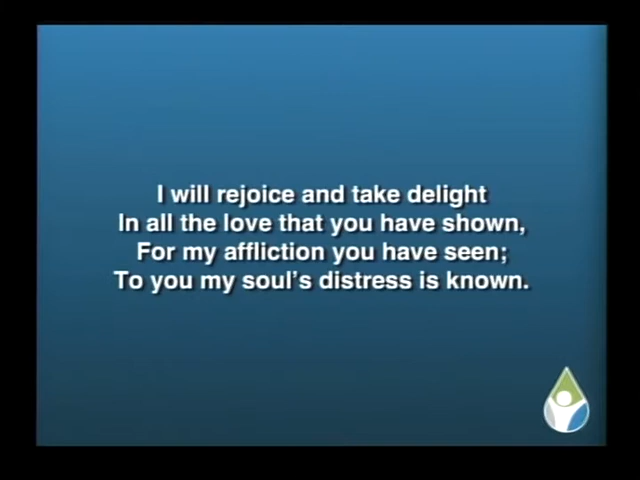 I will rejoice and take delight
In all the love that you have shown,
For my affliction you have seen;
To you my soul's distress is known.